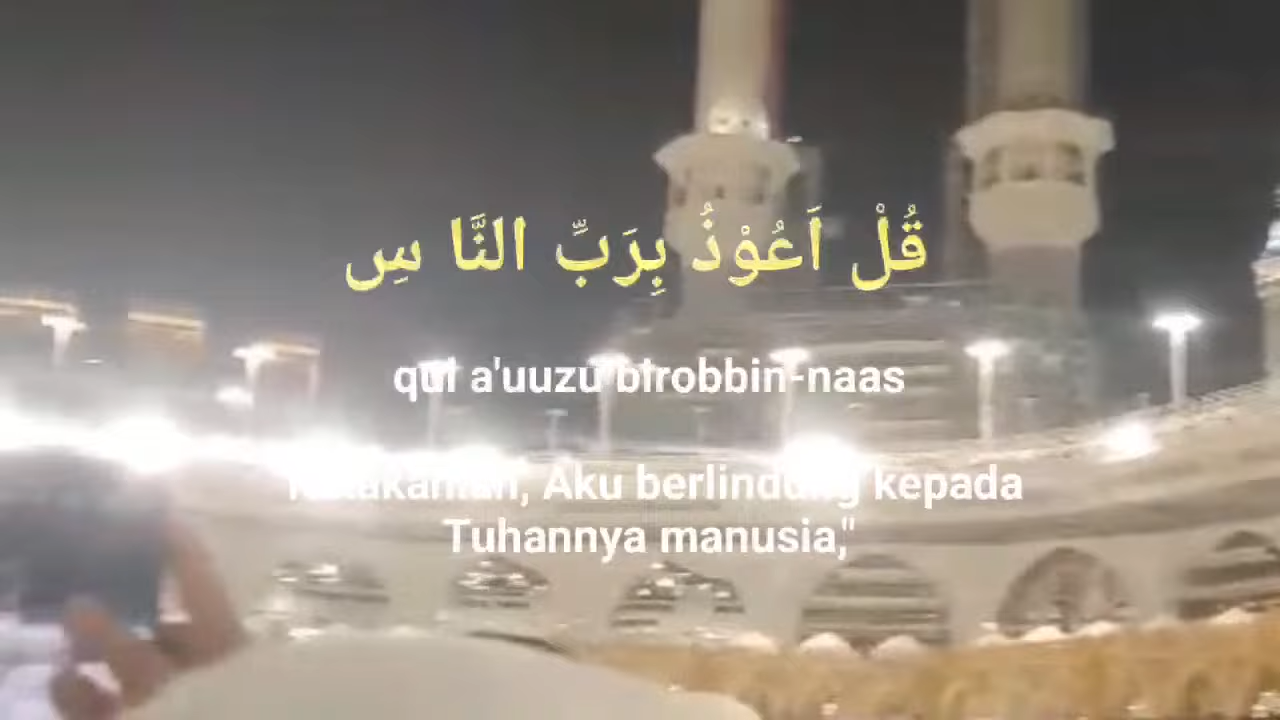 قُلْ اَعُوْذُ بِرَبِّ النَّا سِ
qul a'uuzu birobbin-naas
Aku berlindung kepada
Tuhannya manusia,"